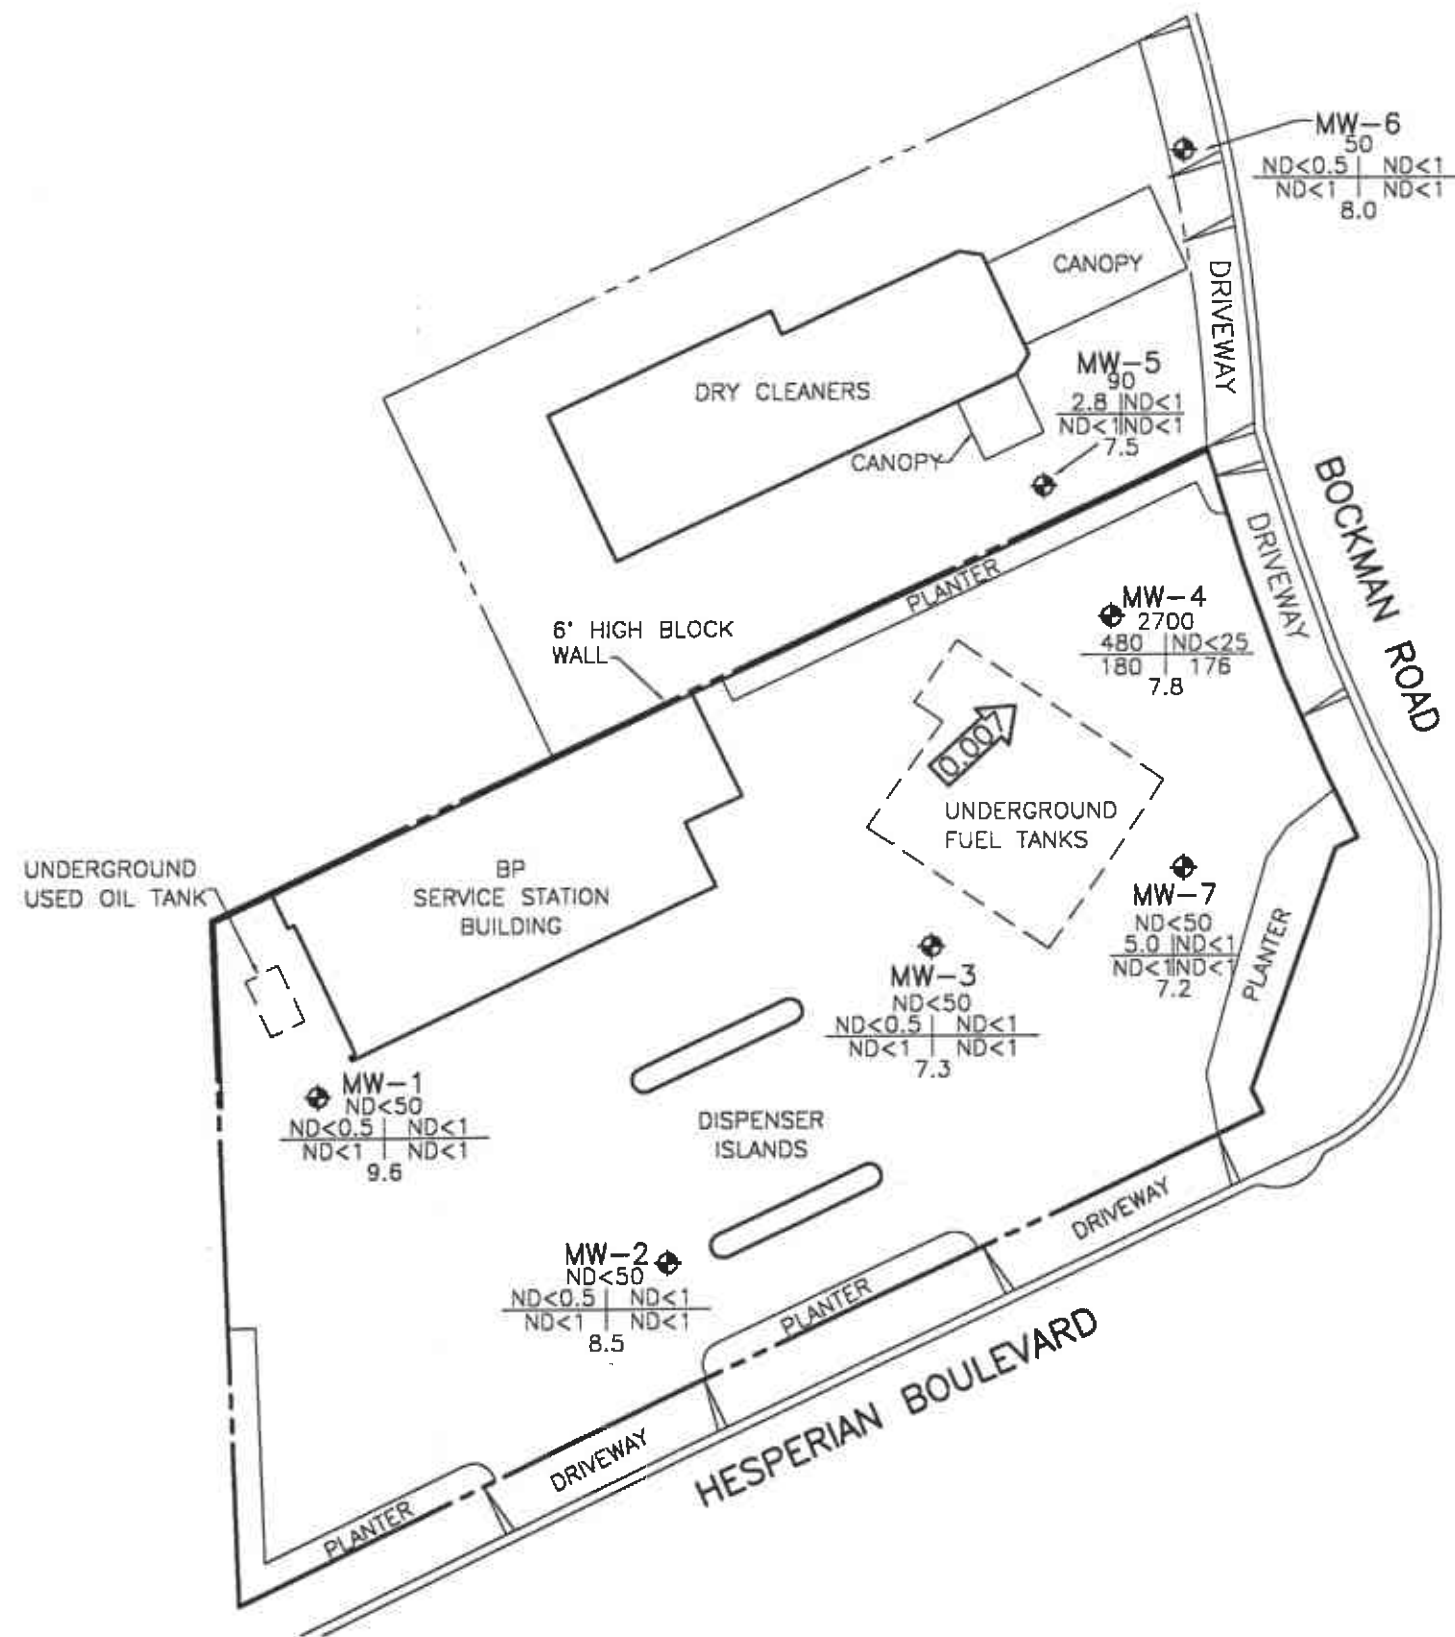 MW-6
50
ND<0.5 | ND<1
ND<1 | ND<1
8.0
CANOPY
DRIVEWAY
MW-5
90
2.8 | ND<1
ND<1 | ND<1
7.5
DRY CLEANERS
CANOPY
BOCKMAN ROAD
DRIVEWAY
PLANTER
MW-4
2700
480 | ND<25
180 | 176
7.8
6' HIGH BLOCK
WALL
0.007
UNDERGROUND
FUEL TANKS
UNDERGROUND
USED OIL TANK
BP
SERVICE STATION
BUILDING
MW-7
ND<50
5.0 | ND<1
ND<1 | ND<1
7.2
PLANTER
MW-3
ND<50
ND<0.5 | ND<1
ND<1 | ND<1
7.3
MW-1
ND<50
ND<0.5 | ND<1
ND<1 | ND<1
9.6
DISPENSER
ISLANDS
DRIVEWAY
MW-2
ND<50
ND<0.5 | ND<1
ND<1 | ND<1
8.5
PLANTER
HESPERIAN BOULEVARD
DRIVEWAY
PLANTER